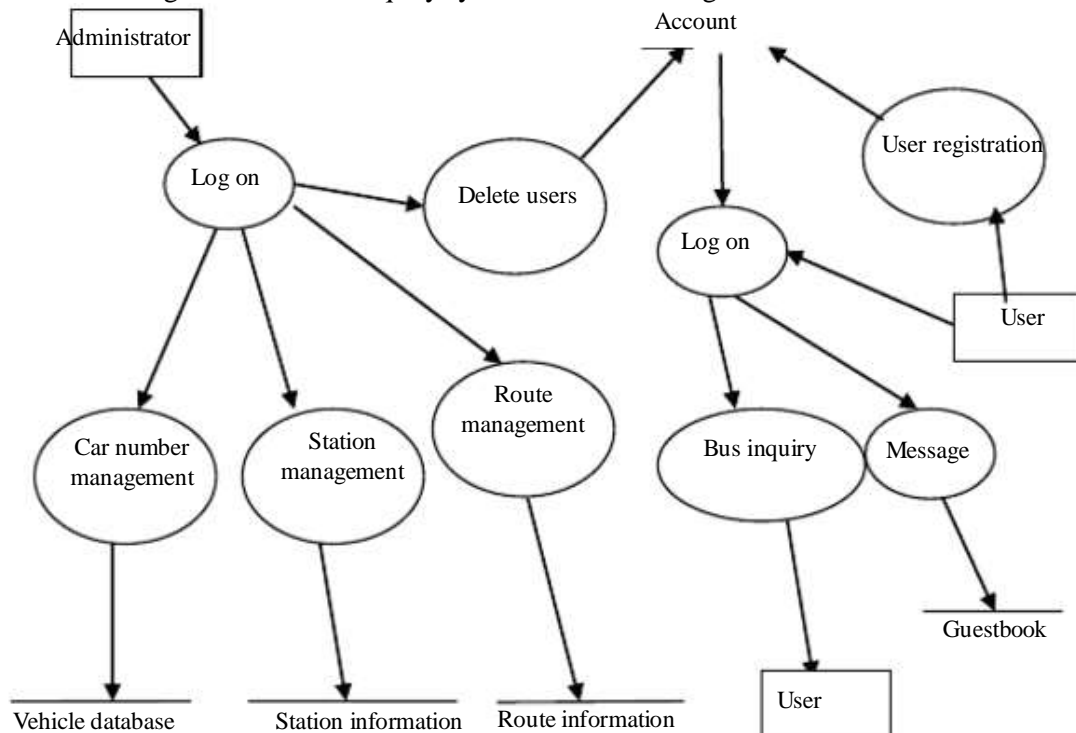 Account
Administrator
User registration
Log on
Delete users
Log on
User
Route
management
Car number
management
Station
management
Bus inquiry
Message
Guestbook
User
Vehicle database
Station information
Route information